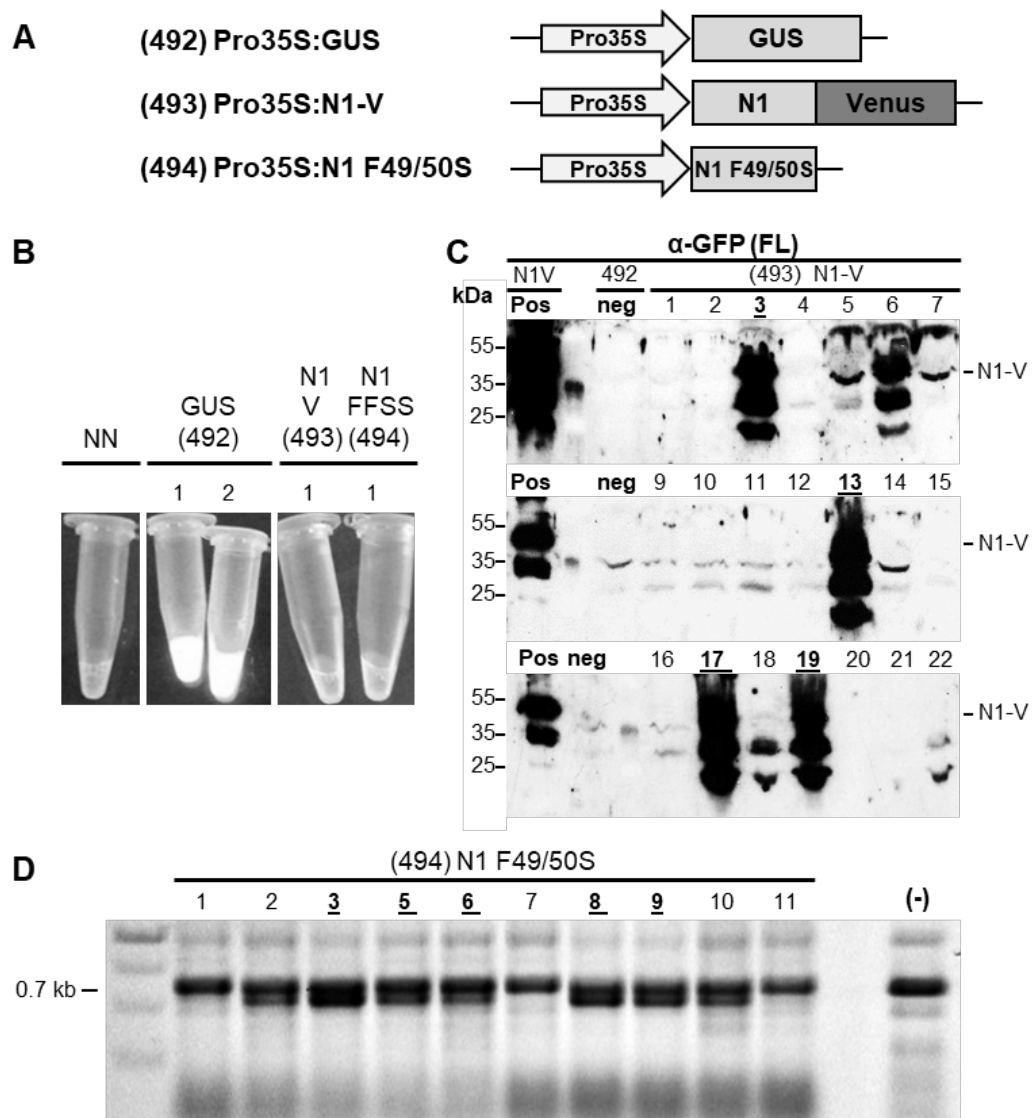 A
(492) Pro35S:GUS
Pro35S
GUS
(493) Pro35S:N1-V
Pro35S
N1
Venus
(494) Pro35S:N1 F49/50S
Pro35S
N1 F49/50S
B
NN
GUS
(492)
N1
V
(493)
N1
FFSS
(494)
1
2
1
1
C
α-GFP (FL)
N1V
492
(493) N1-V
kDa
Pos neg 1 2 3 4 5 6 7
55
35
25
N1-V
Pos neg 9 10 11 12 13 14 15
55
35
25
N1-V
Pos neg 16 17 18 19 20 21 22
55
35
25
N1-V
D
(494) N1 F49/50S
1 2 3 5 6 7 8 9 10 11 (-)
0.7 kb